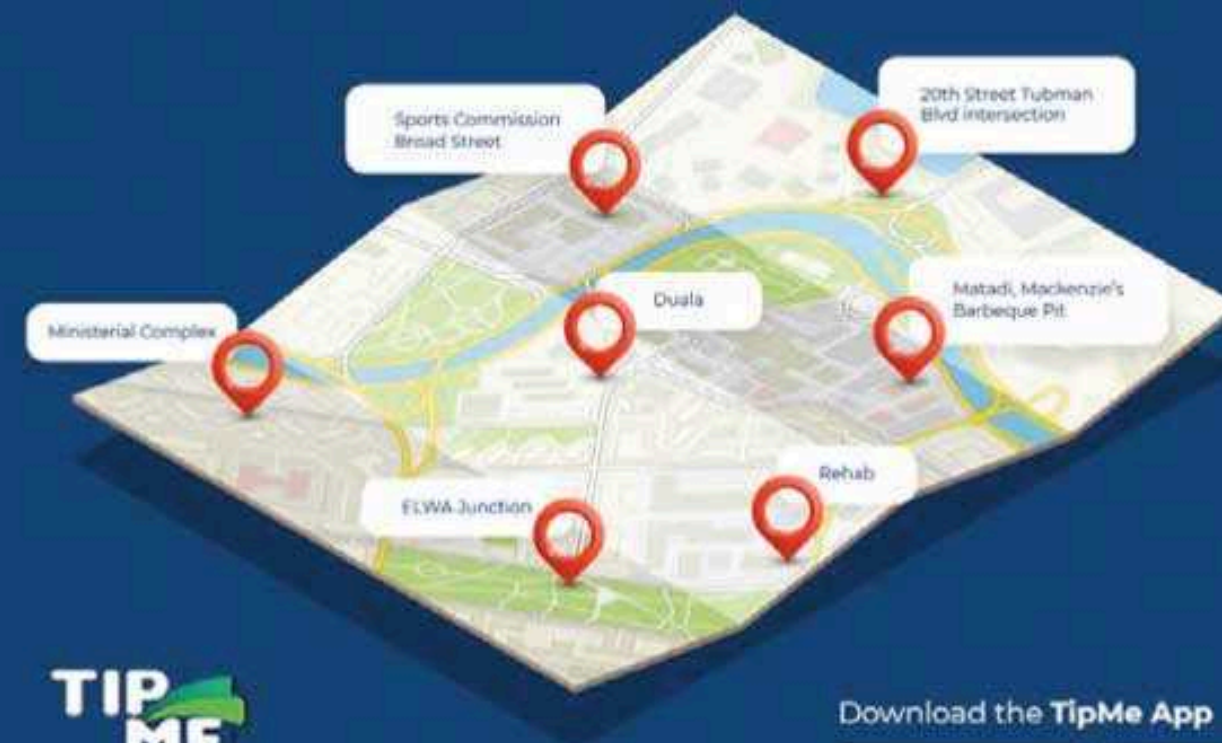 Sports Commission
Broad Street
20th Street Tubman
Blvd intersection
Duala
Matadi, Mackenzie's
Barbeque Pit
Ministerial Complex
Rehab
ELWA Junction
TIP
ME
Download the TipMe App